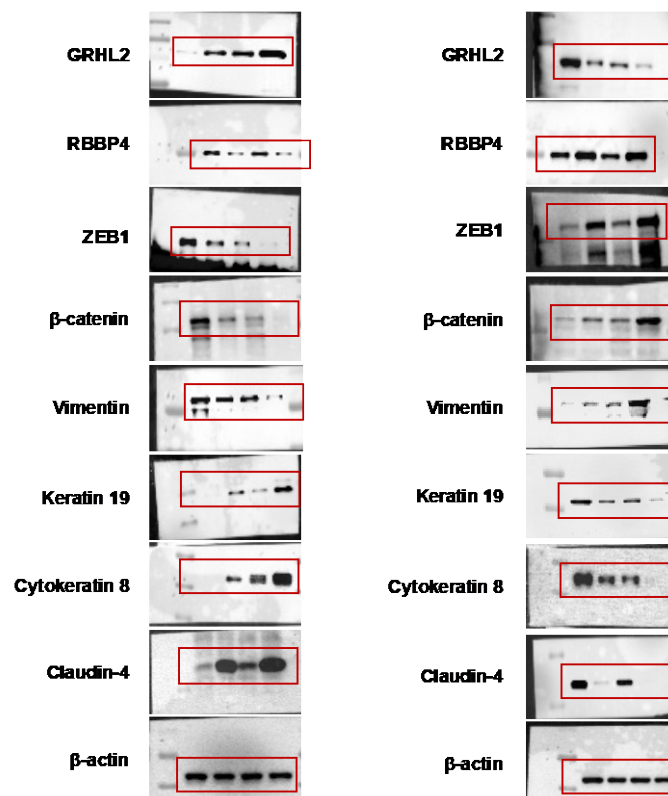 GRHL2 GRHL2
RBBP4 RBBP4
ZEB1 ZEB1
β-catenin β-catenin
Vimentin Vimentin
Keratin 19 Keratin 19
Cytokeratin 8 Cytokeratin 8
Claudin-4 Claudin-4
β-actin β-actin